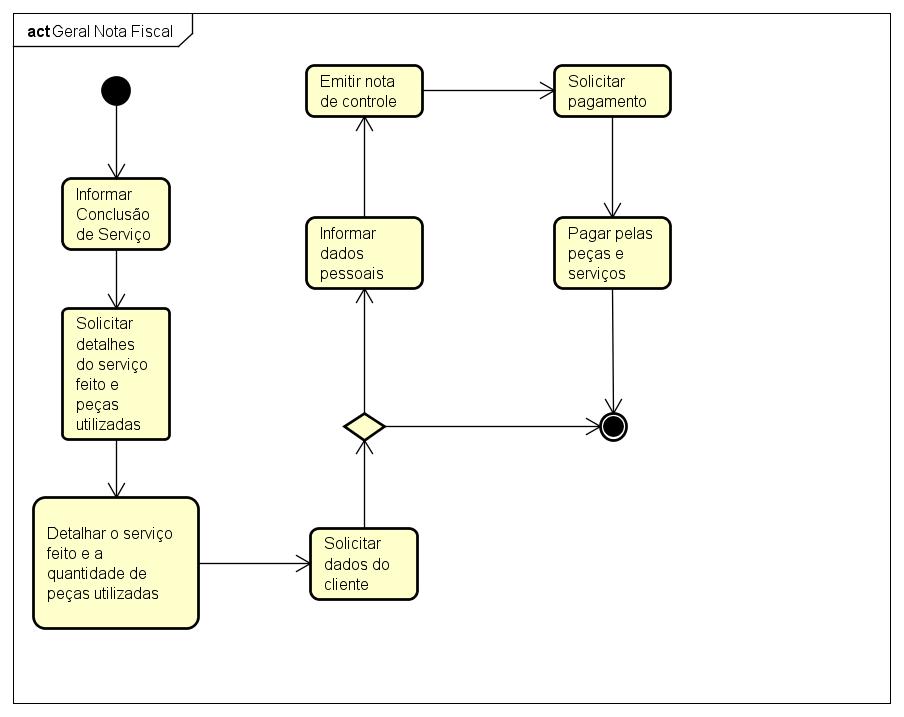 act Geral Nota Fiscal
Informar
Conclusão
de Serviço
Solicitar
detalhes
do serviço
feito e
peças
utilizadas
Detalhar o serviço
feito e a
quantidade de
peças utilizadas
Solicitar
dados do
cliente
Informar
dados
pessoais
Emitir nota
de controle
Solicitar
pagamento
Pagar pelas
peças e
serviços